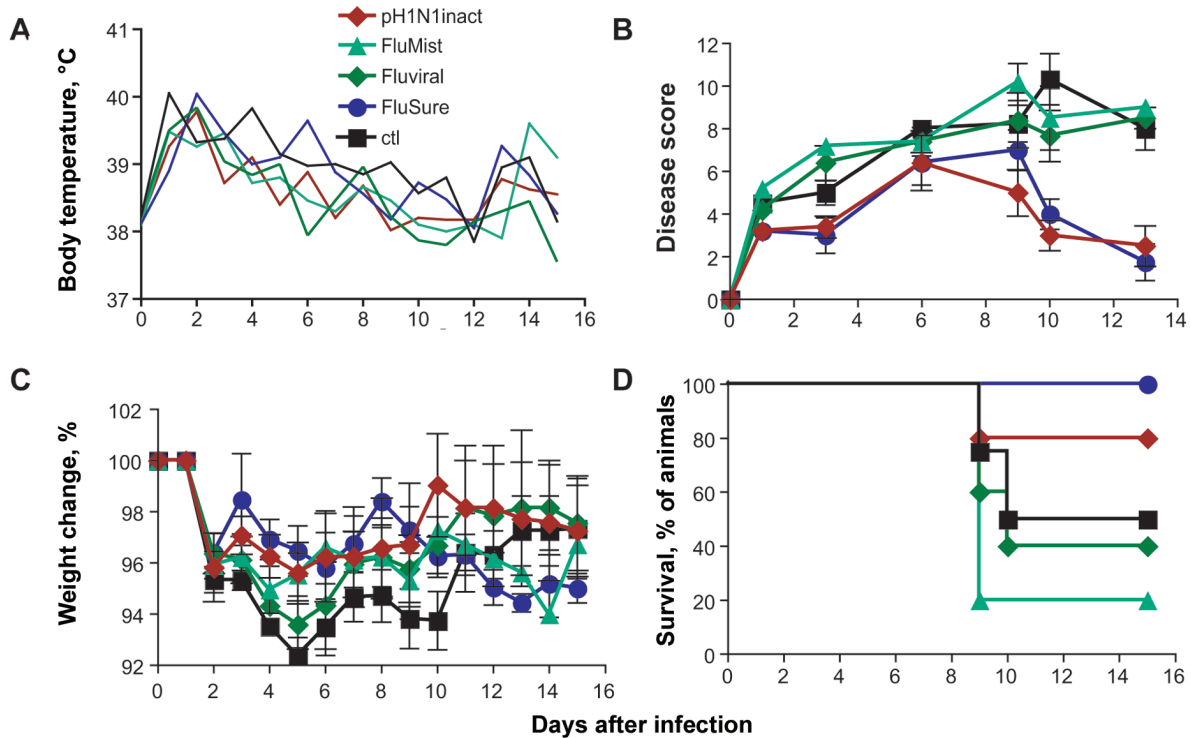 A
Body temperature, °C
41
40
39
38
37
0 2 4 6 8 10 12 14 16
pH1N1inact
FluMist
Fluviral
FluSure
ctl
B
Disease score
12
10
8
6
4
2
0
0 2 4 6 8 10 12 14
C
Weight change, %
102
100
98
96
94
92
0 2 4 6 8 10 12 14 16
D
Survival, % of animals
100
80
60
40
20
0
0 2 4 6 8 10 12 14 16
Days after infection